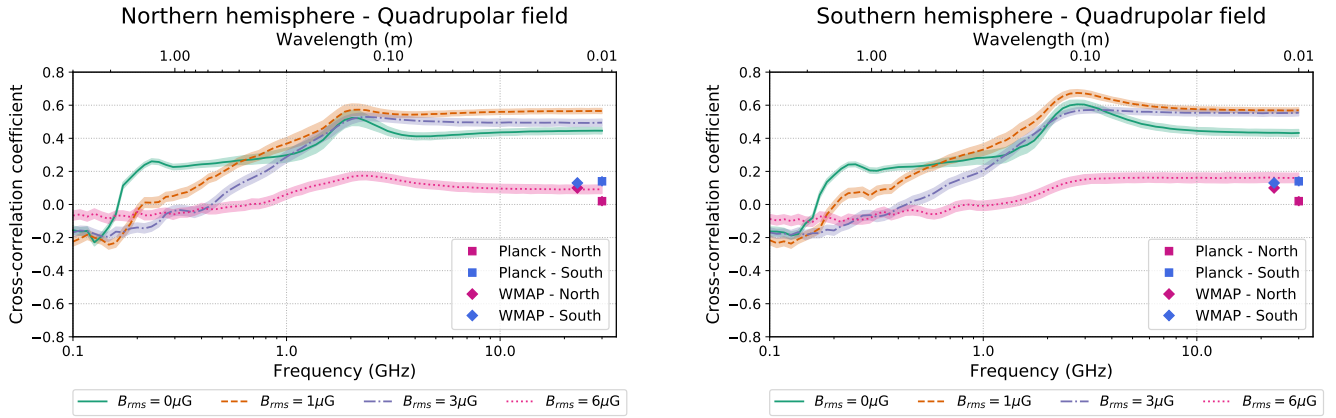 Northern hemisphere - Quadrupolar field
Wavelength (m)
1.00 0.10 0.01
0.8
0.6
0.4
0.2
0.0
−0.2
−0.4
−0.6
−0.8
Cross-correlation coefficient
Planck - North
Planck - South
WMAP - North
WMAP - South
0.1 1.0 10.0
Frequency (GHz)
B_rms = 0μG B_rms = 1μG B_rms = 3μG B_rms = 6μG
Southern hemisphere - Quadrupolar field
Wavelength (m)
1.00 0.10 0.01
0.8
0.6
0.4
0.2
0.0
−0.2
−0.4
−0.6
−0.8
Cross-correlation coefficient
Planck - North
Planck - South
WMAP - North
WMAP - South
0.1 1.0 10.0
Frequency (GHz)
B_rms = 0μG B_rms = 1μG B_rms = 3μG B_rms = 6μG